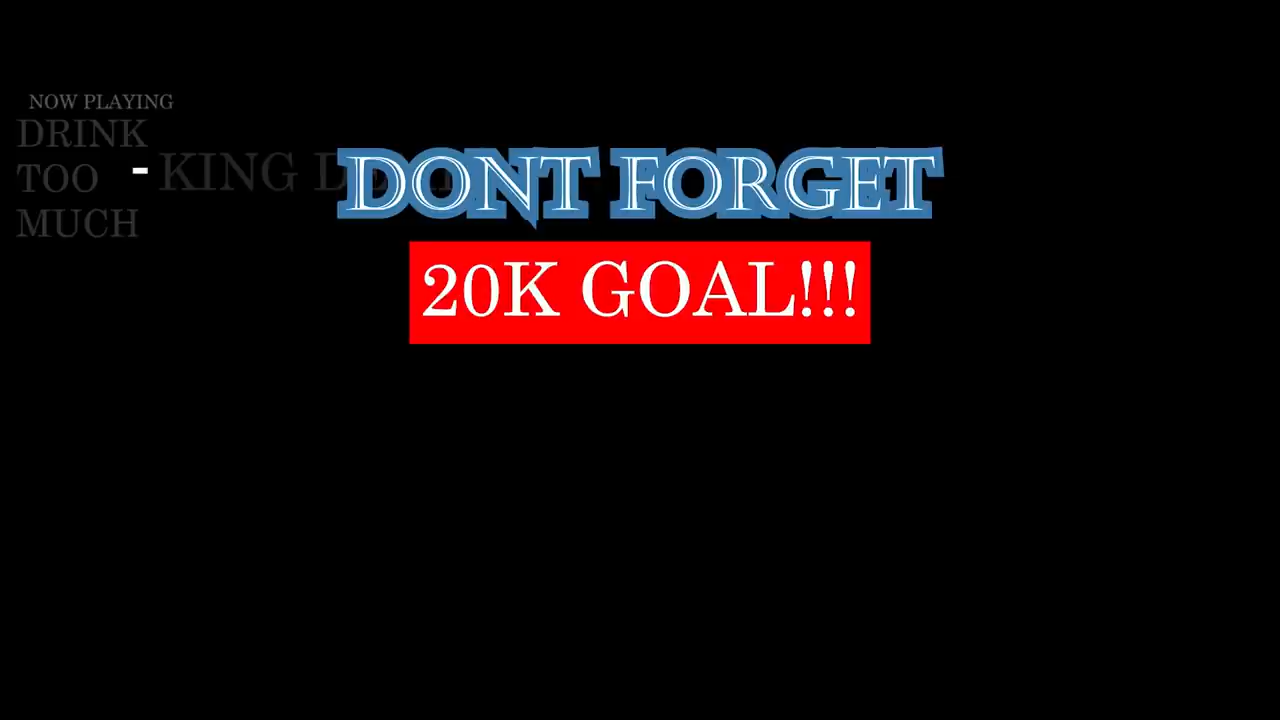 NOW PLAYING
DRINK
TOO
MUCH
- KING
DONT FORGET
20K GOAL!!!